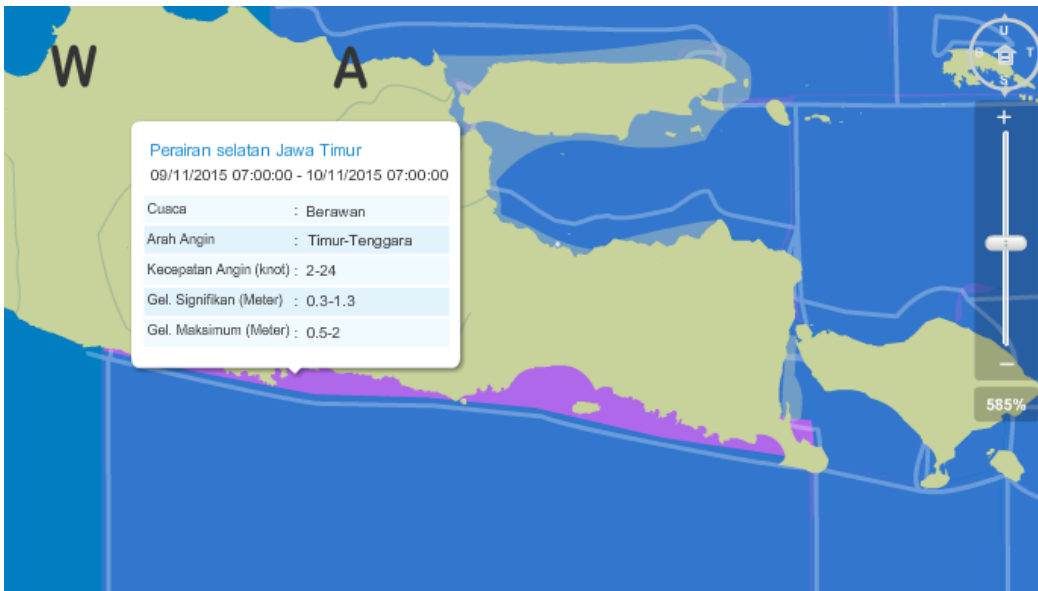 W A
U
B T
S
+
Perairan selatan Jawa Timur
09/11/2015 07:00:00 - 10/11/2015 07:00:00
Cuaca : Berawan
Arah Angin : Timur-Tenggara
Kecepatan Angin (knot) : 2-24
Gel. Signifikan (Meter) : 0.3-1.3
Gel. Maksimum (Meter) : 0.5-2
−
585%